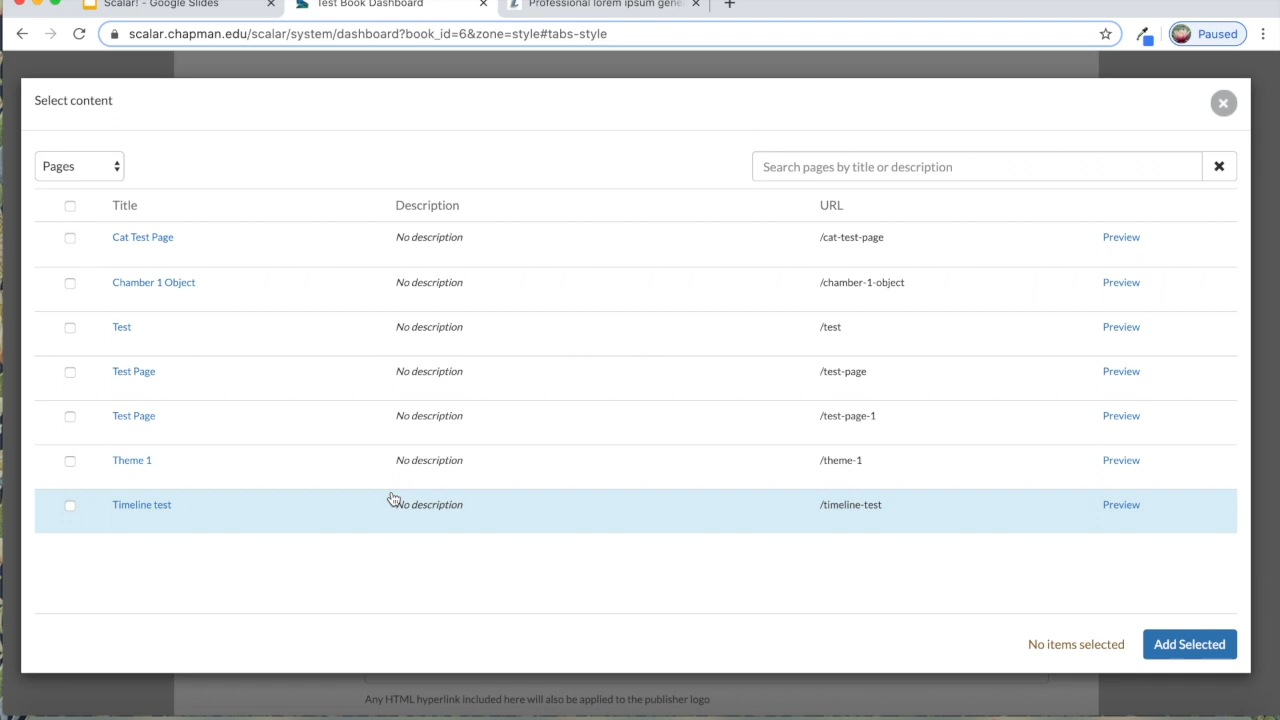 Scalar! - Google Slides
Test Book Dashboard
Professional lorem ipsum gene
scalar.chapman.edu/scalar/system/dashboard?book_id=6&zone=style#tabs-style
Paused
Select content
Pages
Search pages by title or description
Title Description URL
Cat Test Page No description /cat-test-page Preview
Chamber 1 Object No description /chamber-1-object Preview
Test No description /test Preview
Test Page No description /test-page Preview
Test Page No description /test-page-1 Preview
Theme 1 No description /theme-1 Preview
Timeline test No description /timeline-test Preview
No items selected Add Selected
Any HTML hyperlink included here will also be applied to the publisher logo